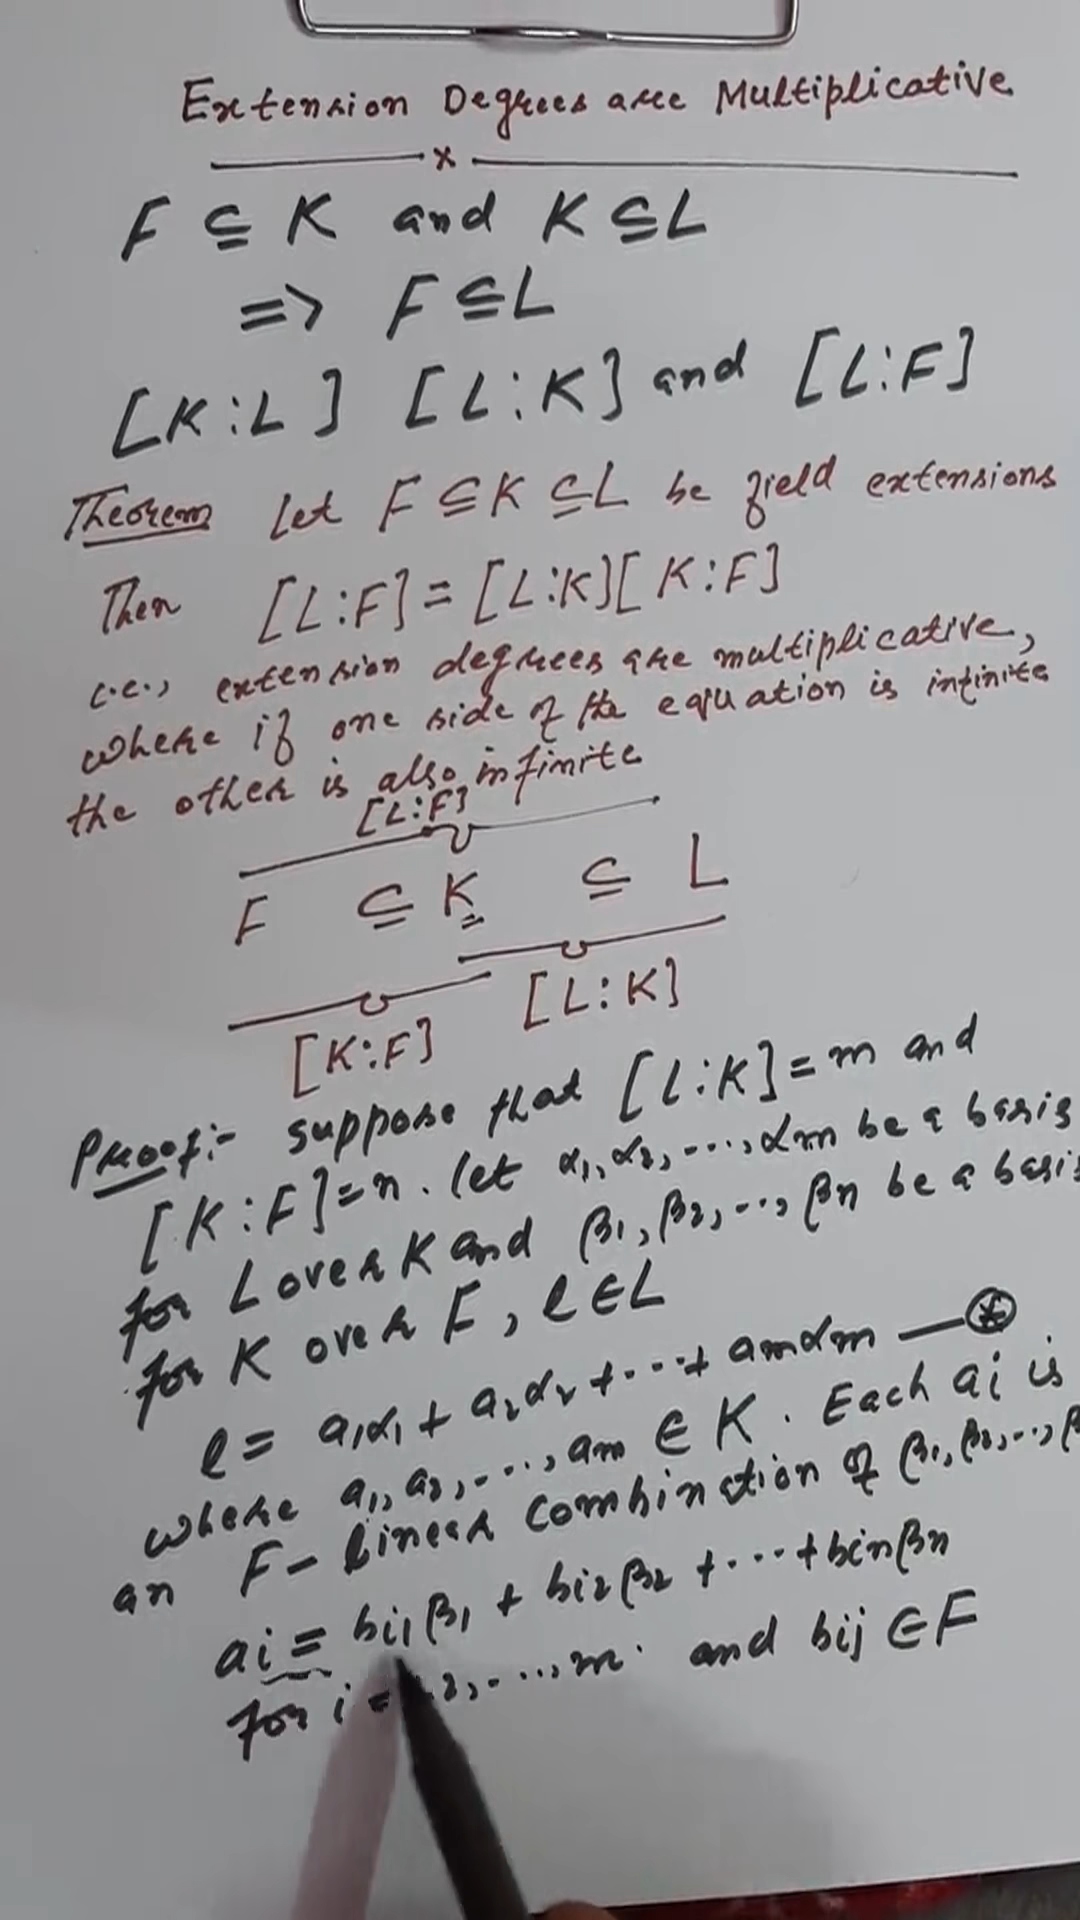 Extension Degrees are Multiplicative
x
F ⊆ K and K ⊆ L
=> F ⊆ L
[K:L] [L:K] and [L:F]
Theorem Let F ⊆ K ⊆ L be field extensions
Then [L:F] = [L:K][K:F]
i.e., extension degrees are multiplicative,
where if one side of the equation is infinite
the other is also infinite
[L:F]
F ⊆ K ⊆ L
[L:K]
[K:F]
Proof:- suppose that [L:K] = m and
[K:F] = n. let α1, α2, ..., αm be a basis
for L over K and β1, β2, ..., βn be a basis
for K over F, l ∈ L
l = a1α1 + a2α2 + ... + amαm — *
where a1, a2, ..., am ∈ K. Each ai is
an F- linear combination of β1, β2, .., β
ai = bi1β1 + bi2β2 + ... + binβn
for i = 2, ..., m. and bij ∈ F